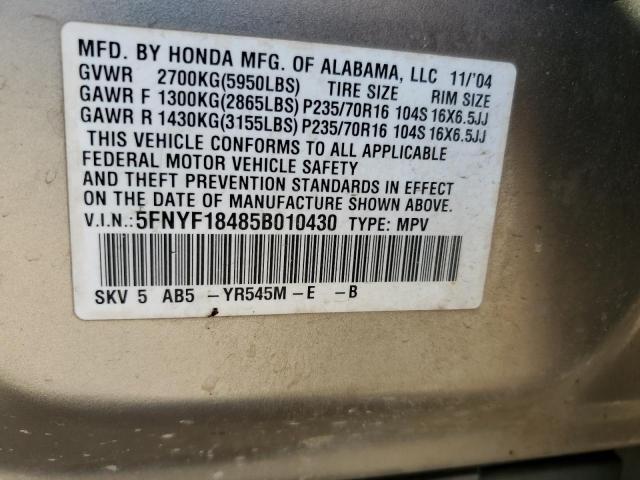 MFD. BY HONDA MFG. OF ALABAMA, LLC 11/'04
GVWR 2700KG(5950LBS) TIRE SIZE RIM SIZE
GAWR F 1300KG(2865LBS) P235/70R16 104S 16X6.5JJ
GAWR R 1430KG(3155LBS) P235/70R16 104S 16X6.5JJ
THIS VEHICLE CONFORMS TO ALL APPLICABLE
FEDERAL MOTOR VEHICLE SAFETY
AND THEFT PREVENTION STANDARDS IN EFFECT
ON THE DATE OF MANUFACTURE SHOWN ABOVE.
V.I.N.: 5FNYF18485B010430 TYPE: MPV
SKV 5 AB5 -YR545M -E -B